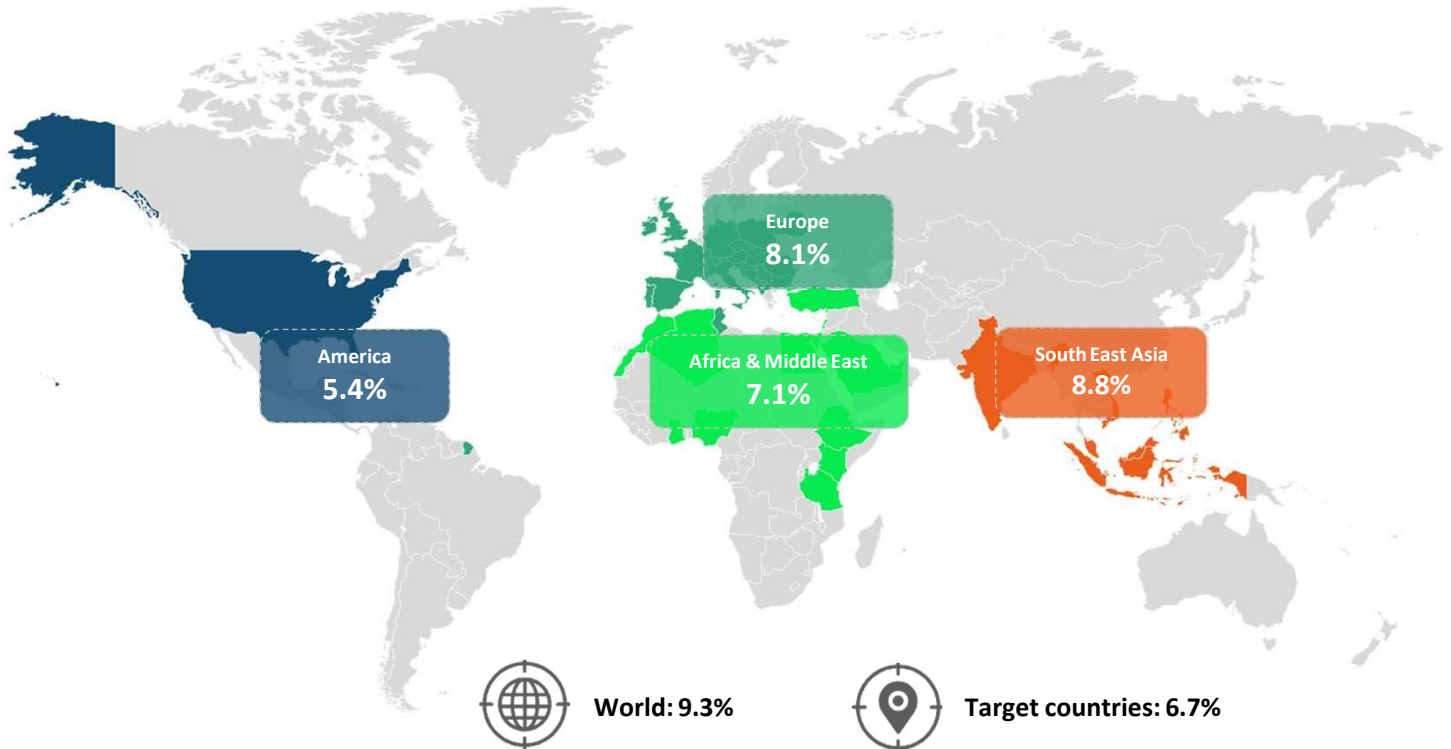 Europe
8.1%
America
5.4%
Africa & Middle East
7.1%
South East Asia
8.8%
World: 9.3%
Target countries: 6.7%